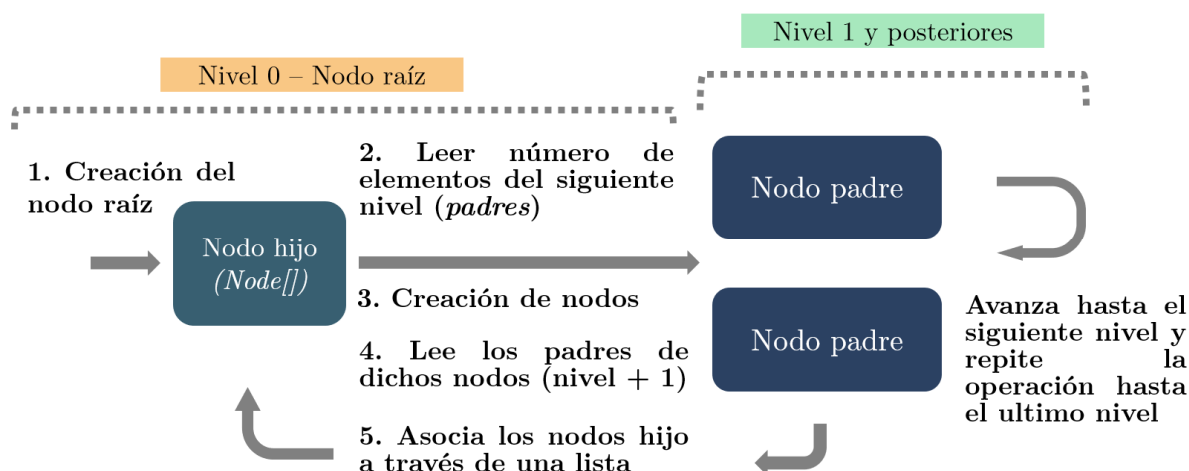 Nivel 1 y posteriores
Nivel 0 – Nodo raíz
1. Creación del
nodo raíz
2. Leer número de
elementos del siguiente
nivel (padres)
Nodo hijo
(Node[])
3. Creación de nodos
4. Lee los padres de
dichos nodos (nivel + 1)
5. Asocia los nodos hijo
a través de una lista
Nodo padre
Nodo padre
Avanza hasta el
siguiente nivel y
repite la
operación hasta
el ultimo nivel